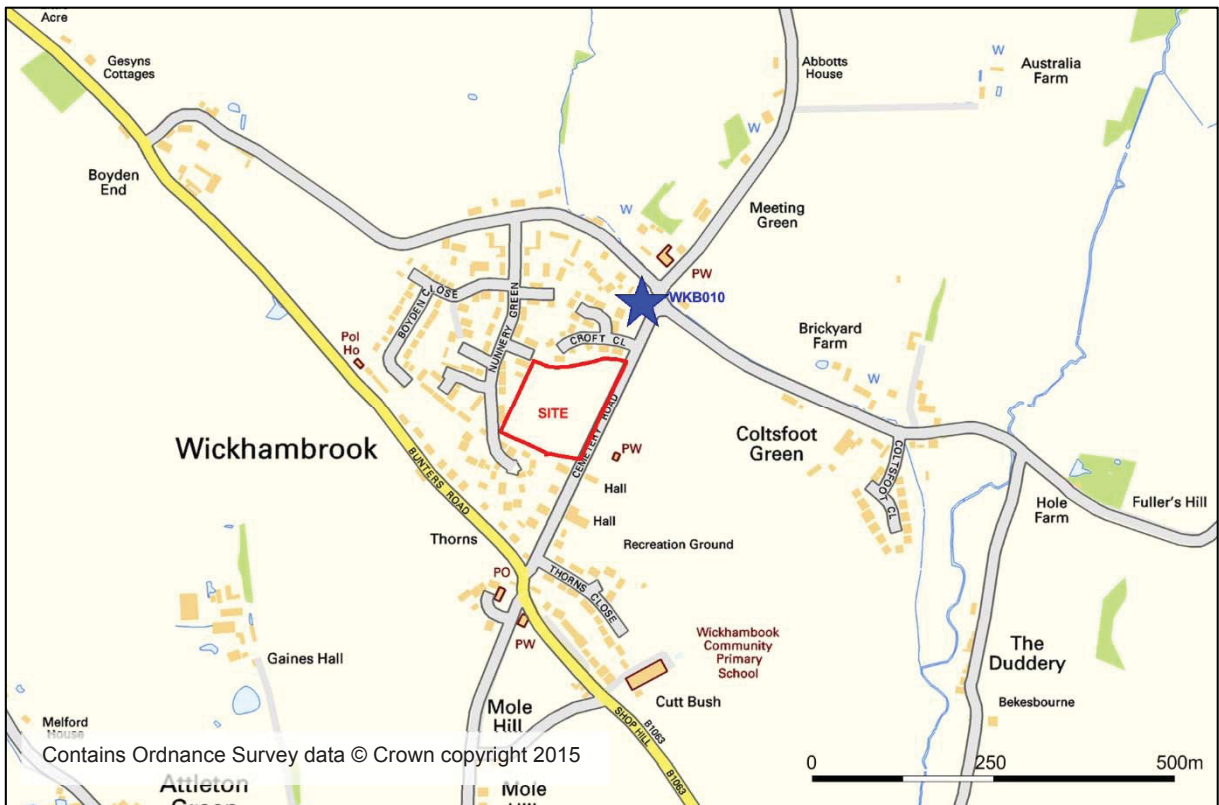 Acre
Gesyns
Cottages
Abbotts
House
W
Australia
Farm
W
Boyden
End
W
Meeting
Green
PW
WKB010
BOYDEN CLOSE
NUNNERY GREEN
Pol
Ho
CROFT CL
Brickyard
Farm
W
SITE
CEMETERY ROAD
Wickhambrook
BUNTERS ROAD
PW
Coltsfoot
Green
COLTSFOOT CL
Hall
Hole
Farm
Fuller's Hill
Hall
Thorns
Recreation Ground
PO
THORNS CLOSE
PW
Wickhambook
Community
Primary
School
The
Duddery
Gaines Hall
Cutt Bush
Bekesbourne
Mole
Hill
SHOP HILL
B1063
B1063
Melford
House
Contains Ordnance Survey data © Crown copyright 2015
0 250 500m
Attleton
Green
Mole